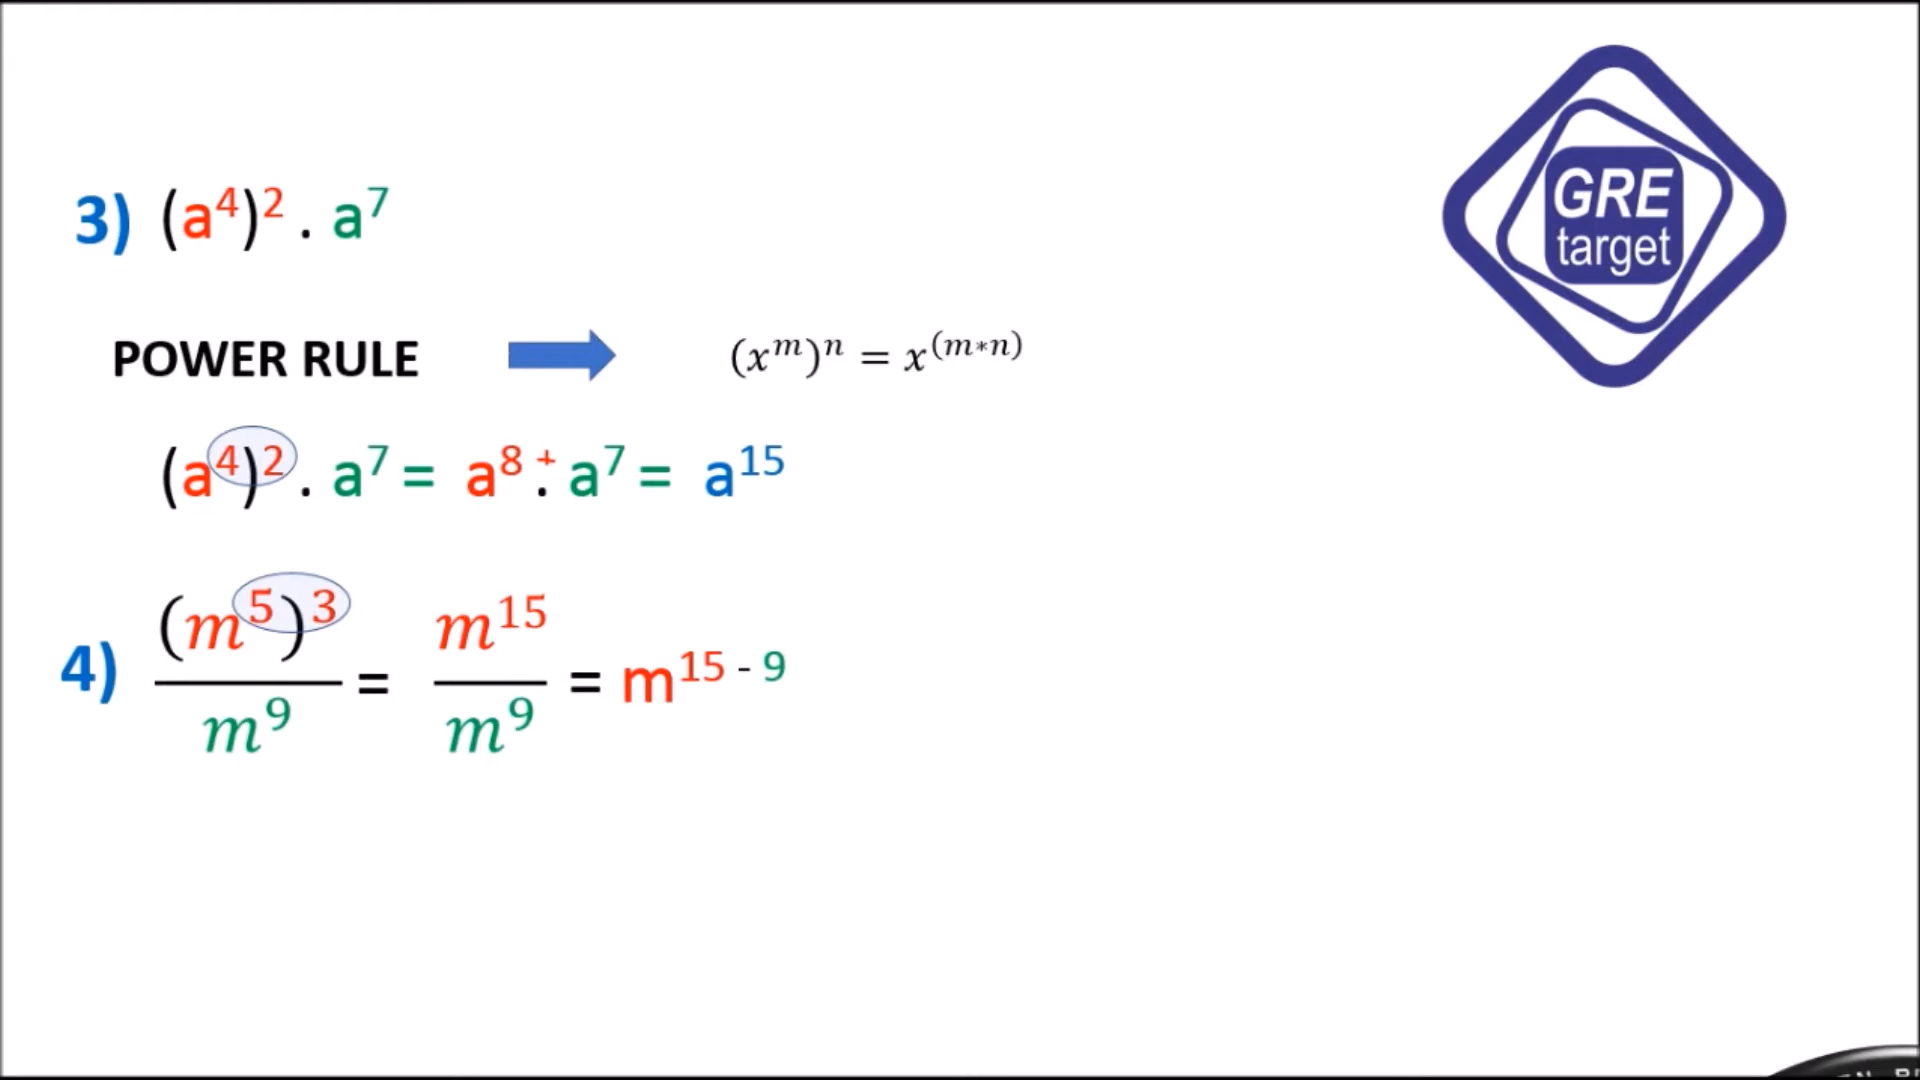 3) (a⁴)² . a⁷
GRE
target
POWER RULE (x^m)^n = x^(m*n)
(a⁴)² . a⁷ = a⁸ ⁺. a⁷ = a¹⁵
4) (m⁵)³/m⁹ = m¹⁵/m⁹ = m¹⁵ ⁻ ⁹